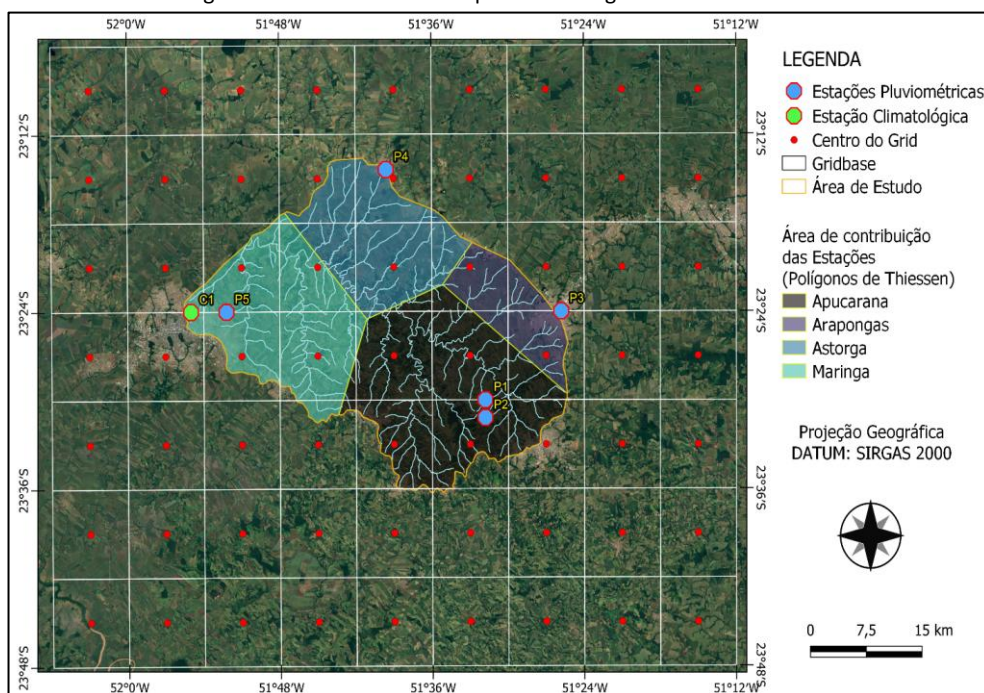 52°0'W 51°48'W 51°36'W 51°24'W 51°12'W
23°12'S
23°24'S
23°36'S
23°48'S
P4
C1
P5
P3
P1
P2
23°12'S
23°24'S
23°36'S
23°48'S
52°0'W 51°48'W 51°36'W 51°24'W 51°12'W
LEGENDA
Estações Pluviométricas
Estação Climatológica
Centro do Grid
Gridbase
Área de Estudo
Área de contribuição
das Estações
(Polígonos de Thiessen)
Apucarana
Arapongas
Astorga
Maringa
Projeção Geográfica
DATUM: SIRGAS 2000
0 7,5 15 km